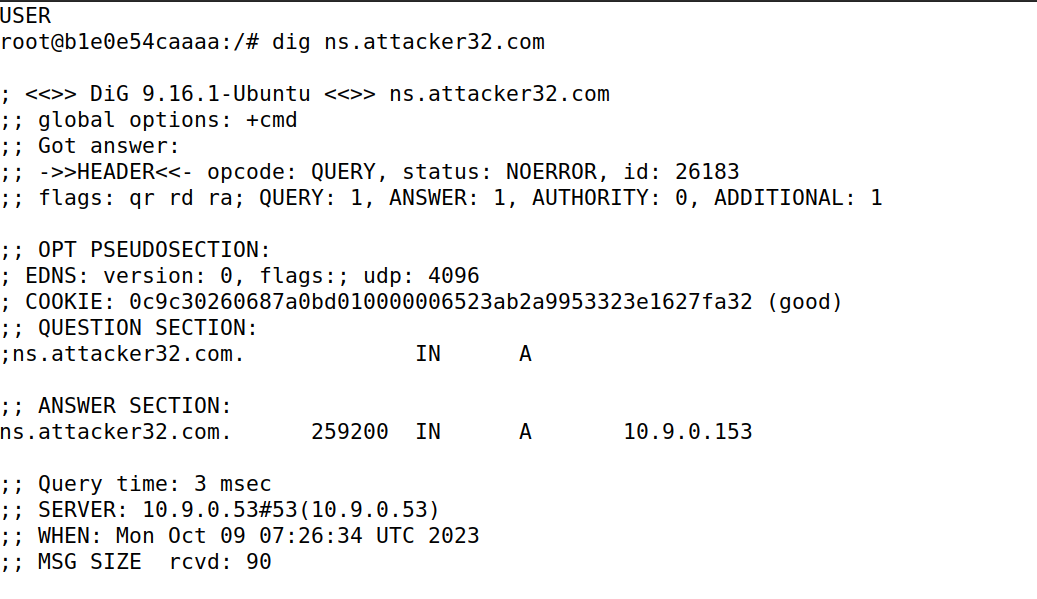 USER
root@b1e0e54caaaa:/# dig ns.attacker32.com
; <<>> DiG 9.16.1-Ubuntu <<>> ns.attacker32.com
;; global options: +cmd
;; Got answer:
;; ->>HEADER<<- opcode: QUERY, status: NOERROR, id: 26183
;; flags: qr rd ra; QUERY: 1, ANSWER: 1, AUTHORITY: 0, ADDITIONAL: 1
;; OPT PSEUDOSECTION:
; EDNS: version: 0, flags:; udp: 4096
; COOKIE: 0c9c30260687a0bd010000006523ab2a9953323e1627fa32 (good)
;; QUESTION SECTION:
;ns.attacker32.com. IN A
;; ANSWER SECTION:
ns.attacker32.com. 259200 IN A 10.9.0.153
;; Query time: 3 msec
;; SERVER: 10.9.0.53#53(10.9.0.53)
;; WHEN: Mon Oct 09 07:26:34 UTC 2023
;; MSG SIZE rcvd: 90